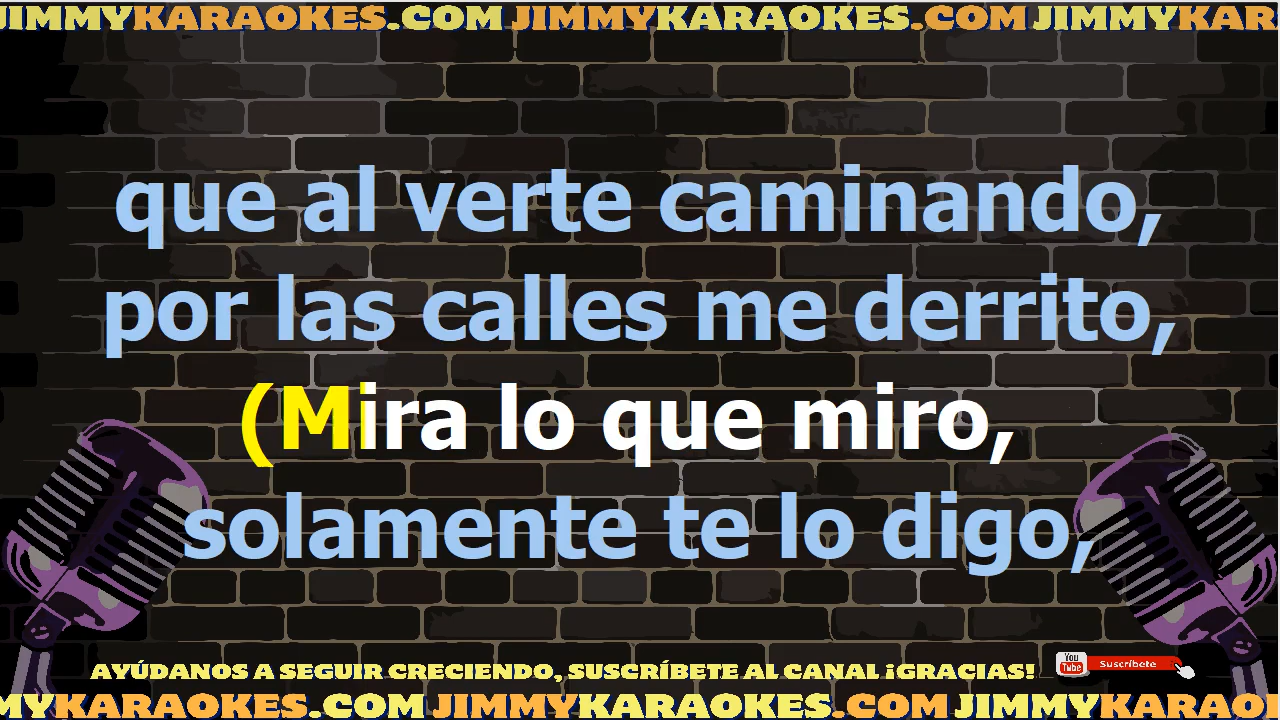 JIMMYKARAOKES.COM JIMMYKARAOKES.COM JIMMYKAR
que al verte caminando,
por las calles me derrito,
(Mira lo que miro,
solamente te lo digo,
AYÚDANOS A SEGUIR CRECIENDO, SUSCRÍBETE AL CANAL ¡GRACIAS!
You Tube Suscríbete
MYKARAOKES.COM JIMMYKARAOKES.COM JIMMYKARAO